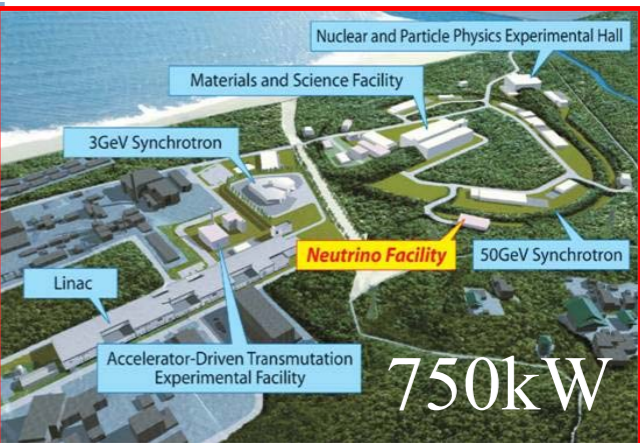 Nuclear and Particle Physics Experimental Hall
Materials and Science Facility
3GeV Synchrotron
Neutrino Facility
50GeV Synchrotron
Linac
Accelerator-Driven Transmutation
Experimental Facility
750kW